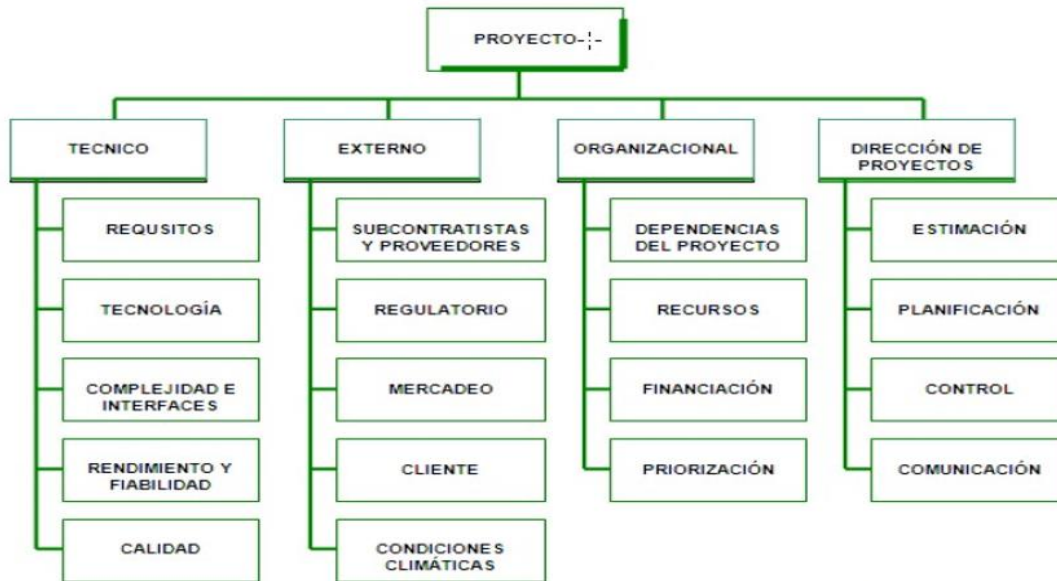 PROYECTO
TECNICO
REQUSITOS
TECNOLOGÍA
COMPLEJIDAD E
INTERFACES
RENDIMIENTO Y
FIABILIDAD
CALIDAD
EXTERNO
SUBCONTRATISTAS
Y PROVEEDORES
REGULATORIO
MERCADEO
CLIENTE
CONDICIONES
CLIMÁTICAS
ORGANIZACIONAL
DEPENDENCIAS
DEL PROYECTO
RECURSOS
FINANCIACIÓN
PRIORIZACIÓN
DIRECCIÓN DE
PROYECTOS
ESTIMACIÓN
PLANIFICACIÓN
CONTROL
COMUNICACIÓN